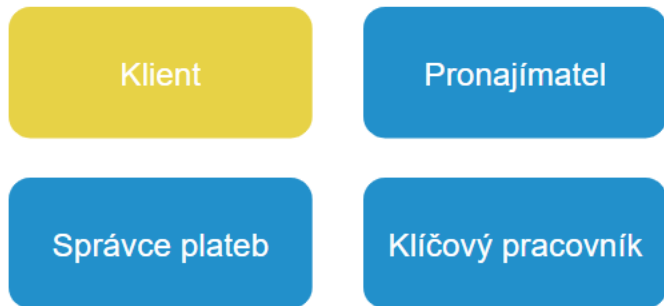 Klient
Pronajímatel
Správce plateb
Klíčový pracovník